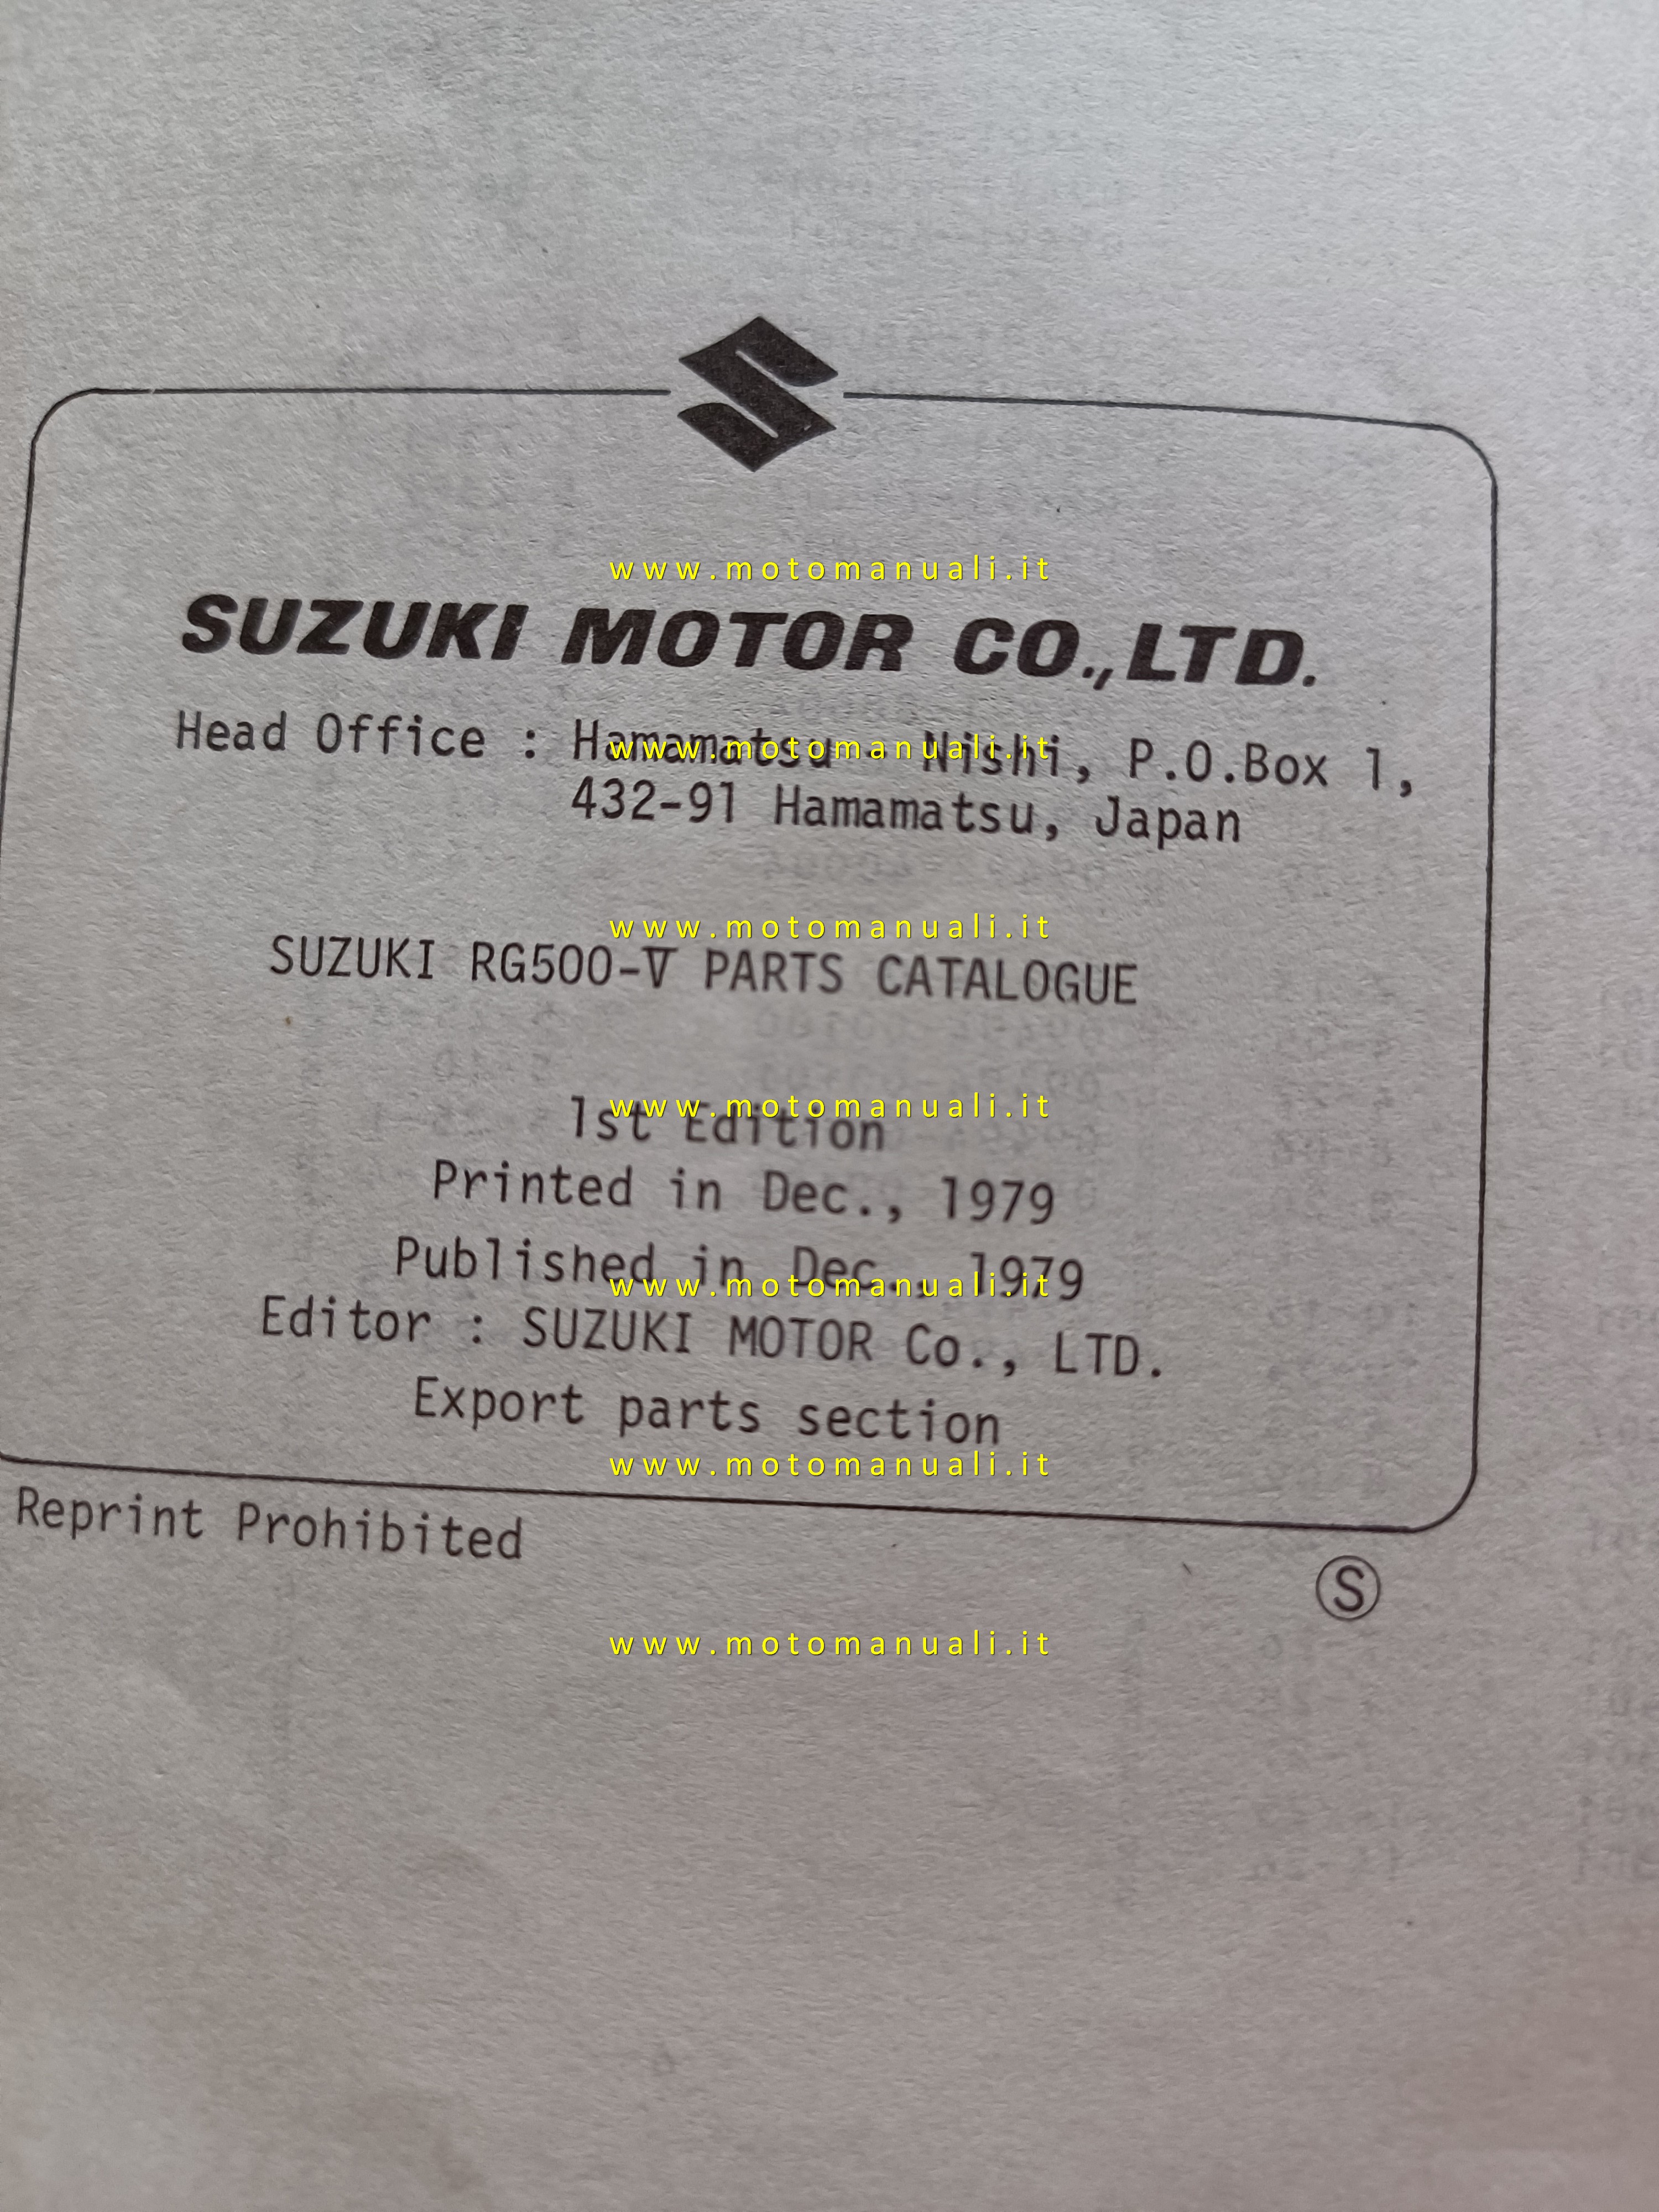 www.motomanuali.it
SUZUKI MOTOR CO.,LTD.
Head Office : Hamamatsu - Nishi, P.O.Box 1,
www.motomanuali.it
432-91 Hamamatsu, Japan
www.motomanuali.it
SUZUKI RG500-V PARTS CATALOGUE
www.motomanuali.it
1st Edition
Printed in Dec., 1979
Published in Dec., 1979
www.motomanuali.it
Editor : SUZUKI MOTOR Co., LTD.
Export parts section
www.motomanuali.it
Reprint Prohibited
Ⓢ
www.motomanuali.it